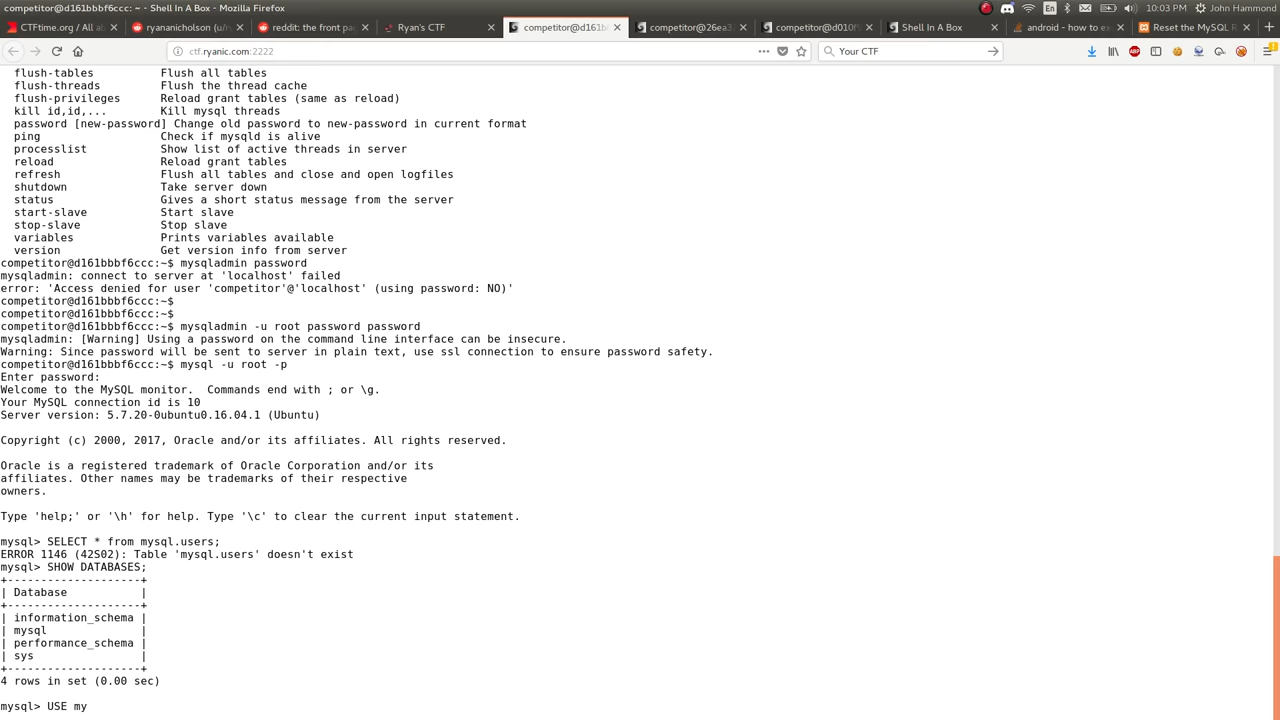 competitor@d161bbbf6ccc: ~ - Shell In A Box - Mozilla Firefox
En
10:03 PM
John Hammond
CTFtime.org / All ab
ryananicholson (u/r
reddit: the front pa
Ryan's CTF
competitor@d161b
competitor@26ea3
competitor@d010f
Shell In A Box
android - how to ex
Reset the MySQL R
ctf.ryanic.com:2222
Your CTF
ABP
flush-tables Flush all tables
flush-threads Flush the thread cache
flush-privileges Reload grant tables (same as reload)
kill id,id,... Kill mysql threads
password [new-password] Change old password to new-password in current format
ping Check if mysqld is alive
processlist Show list of active threads in server
reload Reload grant tables
refresh Flush all tables and close and open logfiles
shutdown Take server down
status Gives a short status message from the server
start-slave Start slave
stop-slave Stop slave
variables Prints variables available
version Get version info from server
competitor@d161bbbf6ccc:~$ mysqladmin password
mysqladmin: connect to server at 'localhost' failed
error: 'Access denied for user 'competitor'@'localhost' (using password: NO)'
competitor@d161bbbf6ccc:~$
competitor@d161bbbf6ccc:~$
competitor@d161bbbf6ccc:~$ mysqladmin -u root password password
mysqladmin: [Warning] Using a password on the command line interface can be insecure.
Warning: Since password will be sent to server in plain text, use ssl connection to ensure password safety.
competitor@d161bbbf6ccc:~$ mysql -u root -p
Enter password:
Welcome to the MySQL monitor.  Commands end with ; or \g.
Your MySQL connection id is 10
Server version: 5.7.20-0ubuntu0.16.04.1 (Ubuntu)
Copyright (c) 2000, 2017, Oracle and/or its affiliates. All rights reserved.
Oracle is a registered trademark of Oracle Corporation and/or its
affiliates. Other names may be trademarks of their respective
owners.
Type 'help;' or '\h' for help. Type '\c' to clear the current input statement.
mysql> SELECT * from mysql.users;
ERROR 1146 (42S02): Table 'mysql.users' doesn't exist
mysql> SHOW DATABASES;
+--------------------+
| Database           |
+--------------------+
| information_schema |
| mysql              |
| performance_schema |
| sys                |
+--------------------+
4 rows in set (0.00 sec)
mysql> USE my